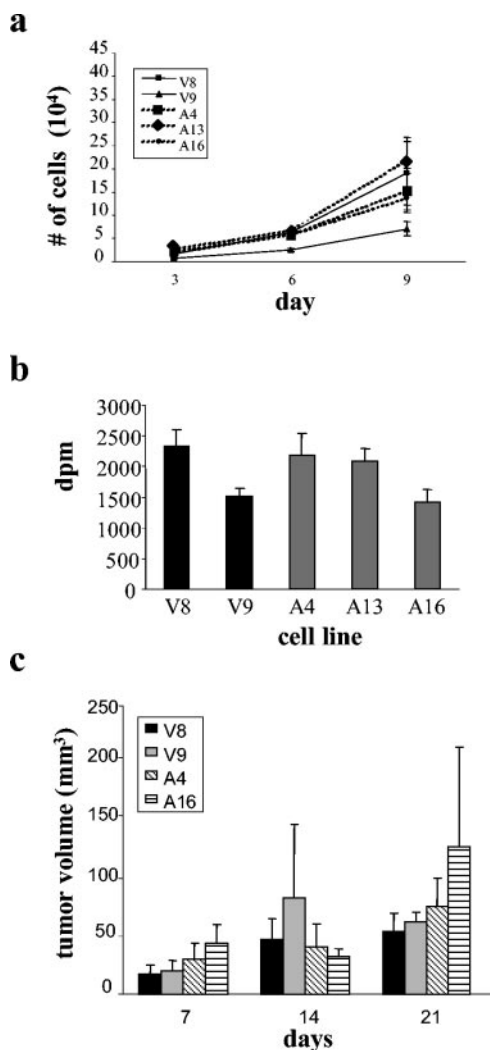 a
# of cells (10⁴)
45
40
35
30
25
20
15
10
5
0
V8
V9
A4
A13
A16
3 6 9
day
b
dpm
3000
2500
2000
1500
1000
500
0
V8 V9 A4 A13 A16
cell line
c
tumor volume (mm³)
250
200
150
100
50
0
V8
V9
A4
A16
7 14 21
days